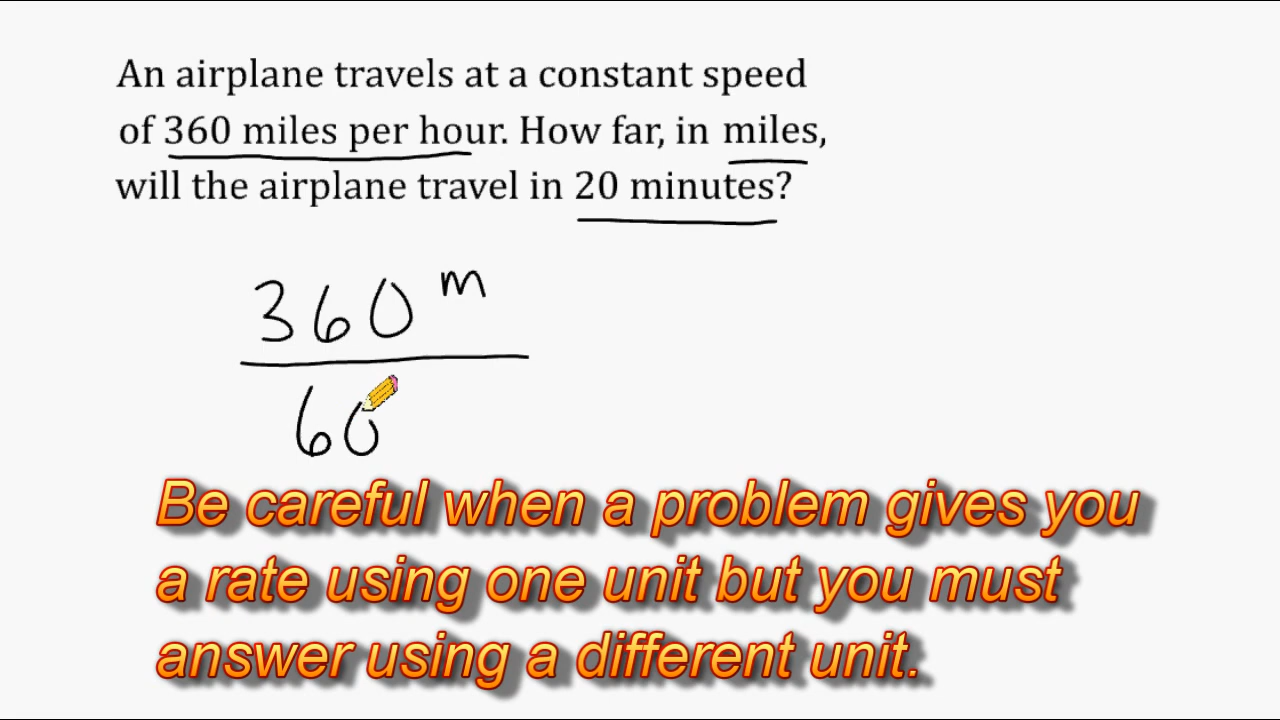 An airplane travels at a constant speed
of 360 miles per hour. How far, in miles,
will the airplane travel in 20 minutes?
360 m
60
Be careful when a problem gives you
a rate using one unit but you must
answer using a different unit.